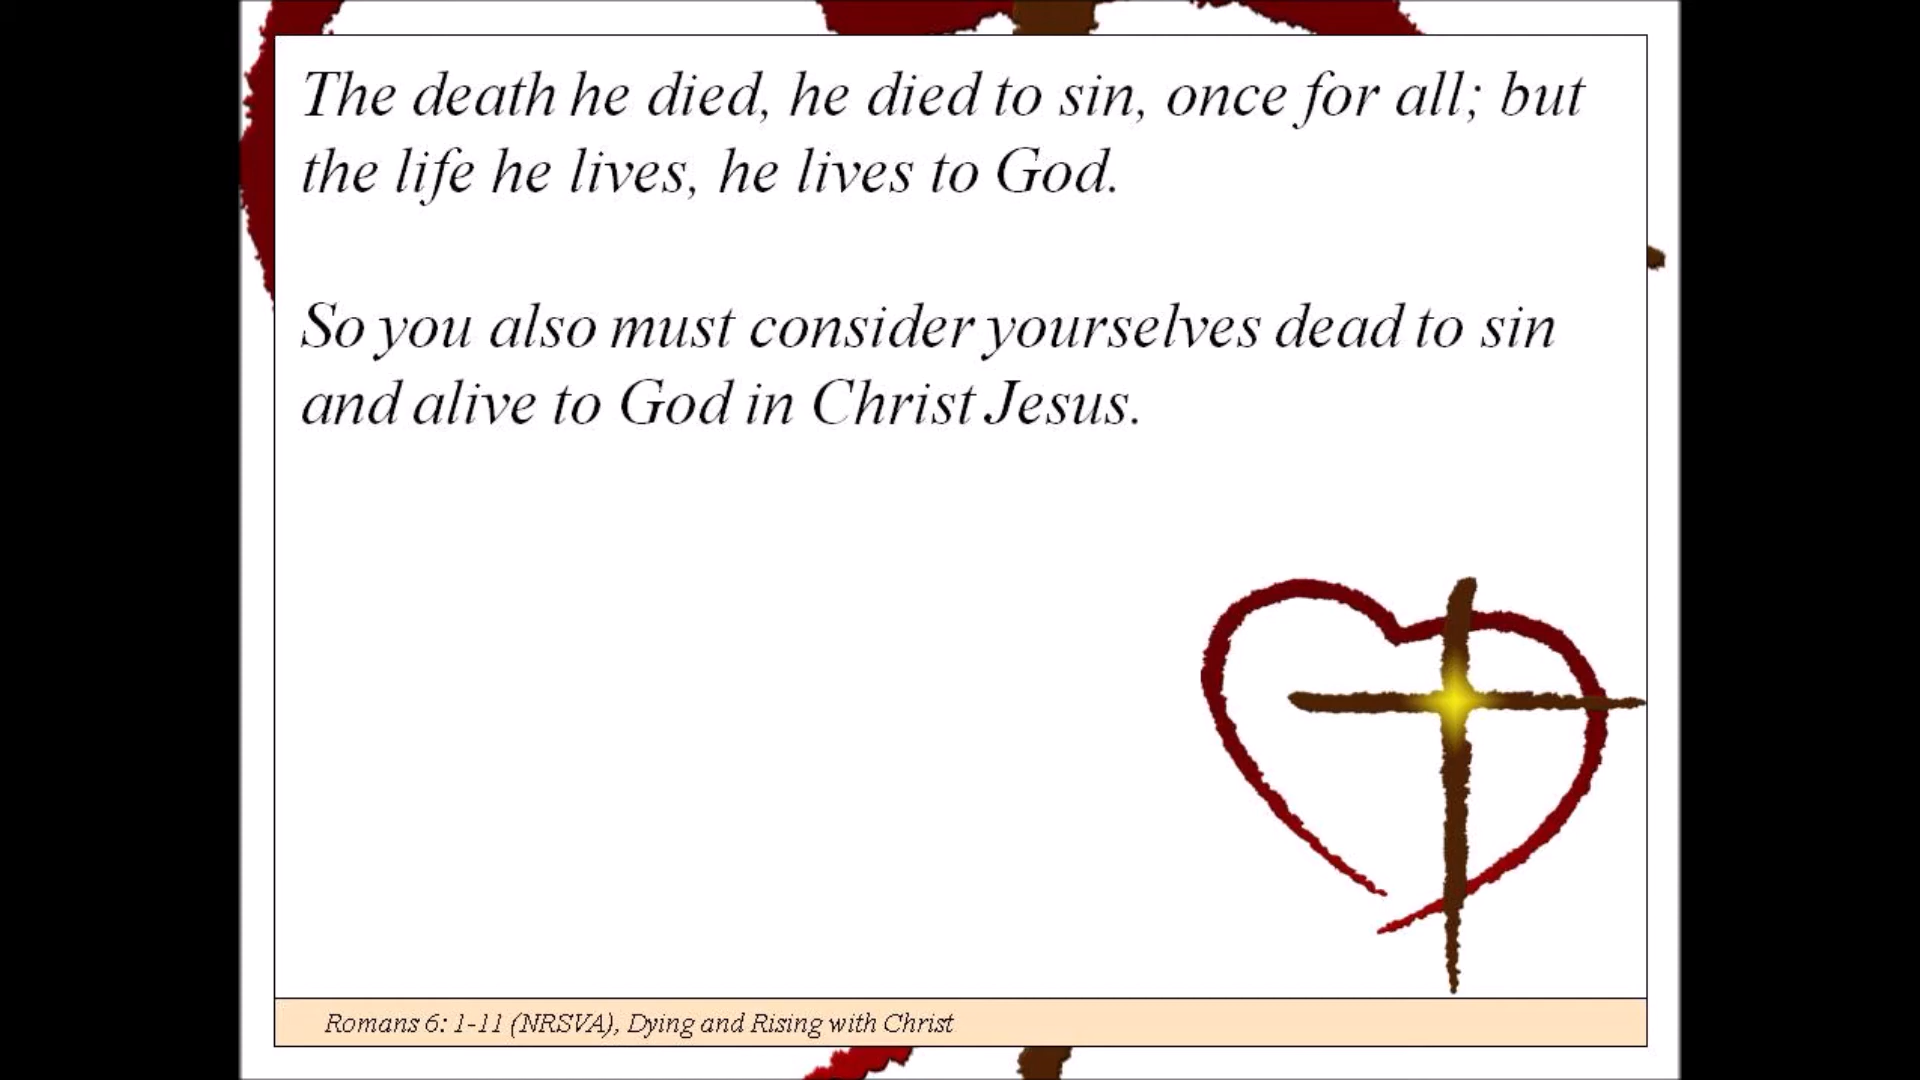 The death he died, he died to sin, once for all; but
the life he lives, he lives to God.
So you also must consider yourselves dead to sin
and alive to God in Christ Jesus.
Romans 6: 1-11 (NRSVA), Dying and Rising with Christ